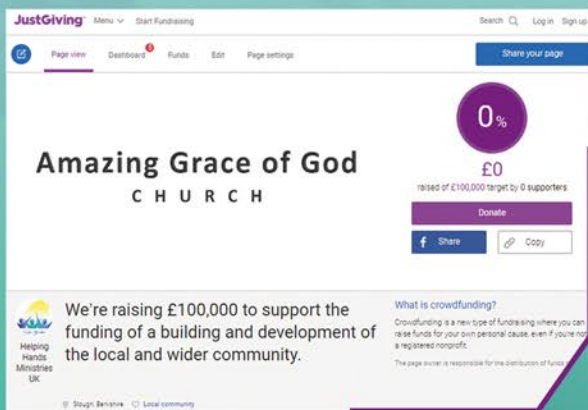 JustGiving Menu Start Fundraising Search Log in Sign up
Page view Dashboard Funds Edit Page settings Share your page
Amazing Grace of God
CHURCH
0%
£0
raised of £100,000 target by 0 supporters
Donate
f Share Copy
Helping
Hands
Ministries
UK
We're raising £100,000 to support the
funding of a building and development of
the local and wider community.
What is crowdfunding?
Crowdfunding is a new type of fundraising where you can
raise funds for your own personal cause, even if you're not
a registered nonprofit.
The page owner is responsible for the distribution of funds
Slough, Berkshire Local community